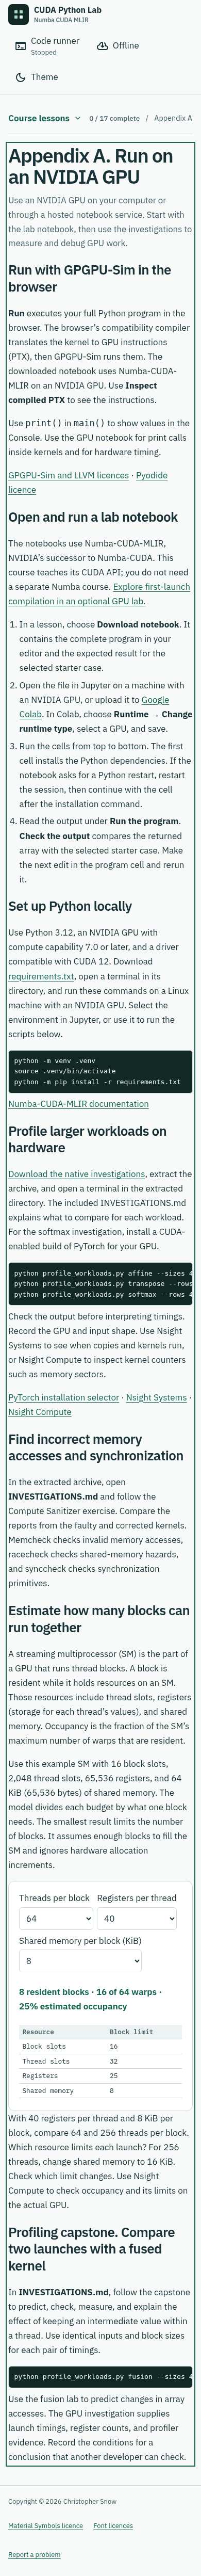 CUDA Python Lab
Numba CUDA MLIR
Code runner
Stopped
Offline
Theme
Course lessons
0 / 17 complete / Appendix A
Appendix A. Run on
an NVIDIA GPU
Use an NVIDIA GPU on your computer or
through a hosted notebook service. Start with
the lab notebook, then use the investigations to
measure and debug GPU work.
Run with GPGPU-Sim in the
browser
Run executes your full Python program in the
browser. The browser's compatibility compiler
translates the kernel to GPU instructions
(PTX), then GPGPU-Sim runs them. The
downloaded notebook uses Numba-CUDA-
MLIR on an NVIDIA GPU. Use Inspect
compiled PTX to see the instructions.
Use print() in main() to show values in the
Console. Use the GPU notebook for print calls
inside kernels and for hardware timing.
GPGPU-Sim and LLVM licences · Pyodide
licence
Open and run a lab notebook
The notebooks use Numba-CUDA-MLIR,
NVIDIA's successor to Numba-CUDA. This
course teaches its CUDA API; you do not need
a separate Numba course. Explore first-launch
compilation in an optional GPU lab.
1. In a lesson, choose Download notebook. It
contains the complete program in your
editor and the expected result for the
selected starter case.
2. Open the file in Jupyter on a machine with
an NVIDIA GPU, or upload it to Google
Colab. In Colab, choose Runtime → Change
runtime type, select a GPU, and save.
3. Run the cells from top to bottom. The first
cell installs the Python dependencies. If the
notebook asks for a Python restart, restart
the session, then continue with the cell
after the installation command.
4. Read the output under Run the program.
Check the output compares the returned
array with the selected starter case. Make
the next edit in the program cell and rerun
it.
Set up Python locally
Use Python 3.12, an NVIDIA GPU with
compute capability 7.0 or later, and a driver
compatible with CUDA 12. Download
requirements.txt, open a terminal in its
directory, and run these commands on a Linux
machine with an NVIDIA GPU. Select the
environment in Jupyter, or use it to run the
scripts below.
python -m venv .venv
source .venv/bin/activate
python -m pip install -r requirements.txt
Numba-CUDA-MLIR documentation
Profile larger workloads on
hardware
Download the native investigations, extract the
archive, and open a terminal in the extracted
directory. The included INVESTIGATIONS.md
explains what to compare for each workload.
For the softmax investigation, install a CUDA-
enabled build of PyTorch for your GPU.
python profile_workloads.py affine --sizes 4
python profile_workloads.py transpose --rows
python profile_workloads.py softmax --rows 4
Check the output before interpreting timings.
Record the GPU and input shape. Use Nsight
Systems to see when copies and kernels run,
or Nsight Compute to inspect kernel counters
such as memory sectors.
PyTorch installation selector · Nsight Systems ·
Nsight Compute
Find incorrect memory
accesses and synchronization
In the extracted archive, open
INVESTIGATIONS.md and follow the
Compute Sanitizer exercise. Compare the
reports from the faulty and corrected kernels.
Memcheck checks invalid memory accesses,
racecheck checks shared-memory hazards,
and synccheck checks synchronization
primitives.
Estimate how many blocks can
run together
A streaming multiprocessor (SM) is the part of
a GPU that runs thread blocks. A block is
resident while it holds resources on an SM.
Those resources include thread slots, registers
(storage for each thread's values), and shared
memory. Occupancy is the fraction of the SM's
maximum number of warps that are resident.
Use this example SM with 16 block slots,
2,048 thread slots, 65,536 registers, and 64
KiB (65,536 bytes) of shared memory. The
model divides each budget by what one block
needs. The smallest result limits the number
of blocks. It assumes enough blocks to fill the
SM and ignores hardware allocation
increments.
Threads per block Registers per thread
64 40
Shared memory per block (KiB)
8
8 resident blocks · 16 of 64 warps ·
25% estimated occupancy
Resource Block limit
Block slots 16
Thread slots 32
Registers 25
Shared memory 8
With 40 registers per thread and 8 KiB per
block, compare 64 and 256 threads per block.
Which resource limits each launch? For 256
threads, change shared memory to 16 KiB.
Check which limit changes. Use Nsight
Compute to check occupancy and its limits on
the actual GPU.
Profiling capstone. Compare
two launches with a fused
kernel
In INVESTIGATIONS.md, follow the capstone
to predict, check, measure, and explain the
effect of keeping an intermediate value within
a thread. Use identical inputs and block sizes
for each pair of timings.
python profile_workloads.py fusion --sizes 4
Use the fusion lab to predict changes in array
accesses. The GPU investigation supplies
launch timings, register counts, and profiler
evidence. Record the conditions for a
conclusion that another developer can check.
Copyright © 2026 Christopher Snow
Material Symbols licence Font licences
Report a problem